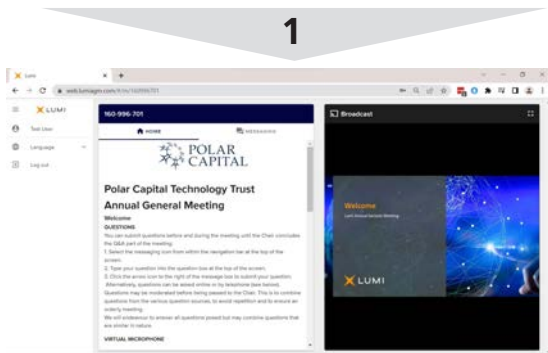 1
Lumi
web.lumiagm.com/#/m/160996701
LUMI
Test User
Language
Log out
160-996-701
HOME
MESSAGING
POLAR
CAPITAL
Polar Capital Technology Trust
Annual General Meeting
Welcome
QUESTIONS
You can submit questions before and during the meeting until the Chair concludes
the Q&A part of the meeting:
1. Select the messaging icon from within the navigation bar at the top of the
screen.
2. Type your question into the question box at the top of the screen.
3. Click the arrow icon to the right of the message box to submit your question.
Alternatively, questions can be asked online or by telephone (see below).
Questions may be moderated before being passed to the Chair. This is to combine
questions from the various question sources, to avoid repetition and to ensure an
orderly meeting.
We will endeavour to answer all questions posed but may combine questions that
are similar in nature.
VIRTUAL MICROPHONE
Broadcast
Welcome
Lumi Annual General Meeting
LUMI